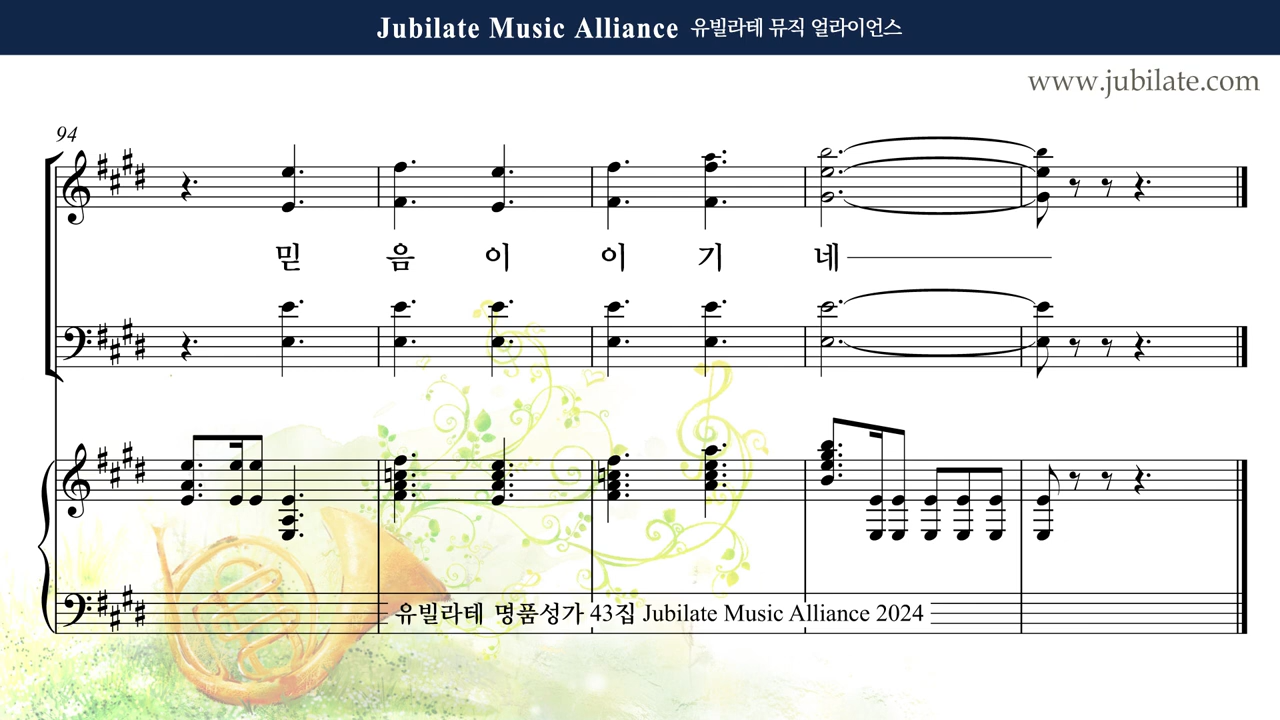 Jubilate Music Alliance 유빌라테 뮤직 얼라이언스
www.jubilate.com
94
믿 음 이 이 기 네
유빌라테 명품성가 43집 Jubilate Music Alliance 2024